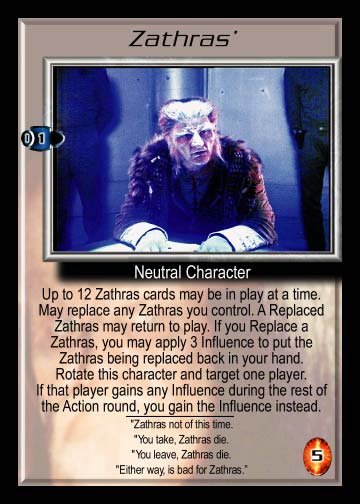 Zathras'
0 1
Neutral Character
Up to 12 Zathras cards may be in play at a time.
May replace any Zathras you control. A Replaced
Zathras may return to play. If you Replace a
Zathras, you may apply 3 Influence to put the
Zathras being replaced back in your hand.
Rotate this character and target one player.
If that player gains any Influence during the rest of
the Action round, you gain the Influence instead.
"Zathras not of this time.
"You take, Zathras die.
"You leave, Zathras die.
"Either way, is bad for Zathras."
5